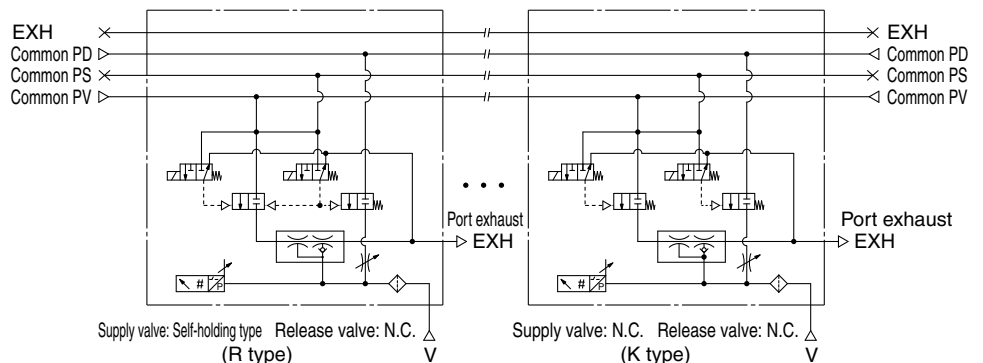 EXH
Common PD
Common PS
Common PV
EXH
Common PD
Common PS
Common PV
Port exhaust
EXH
Port exhaust
EXH
# P
# P
Supply valve: Self-holding type Release valve: N.C.
(R type)
V
Supply valve: N.C. Release valve: N.C.
(K type)
V